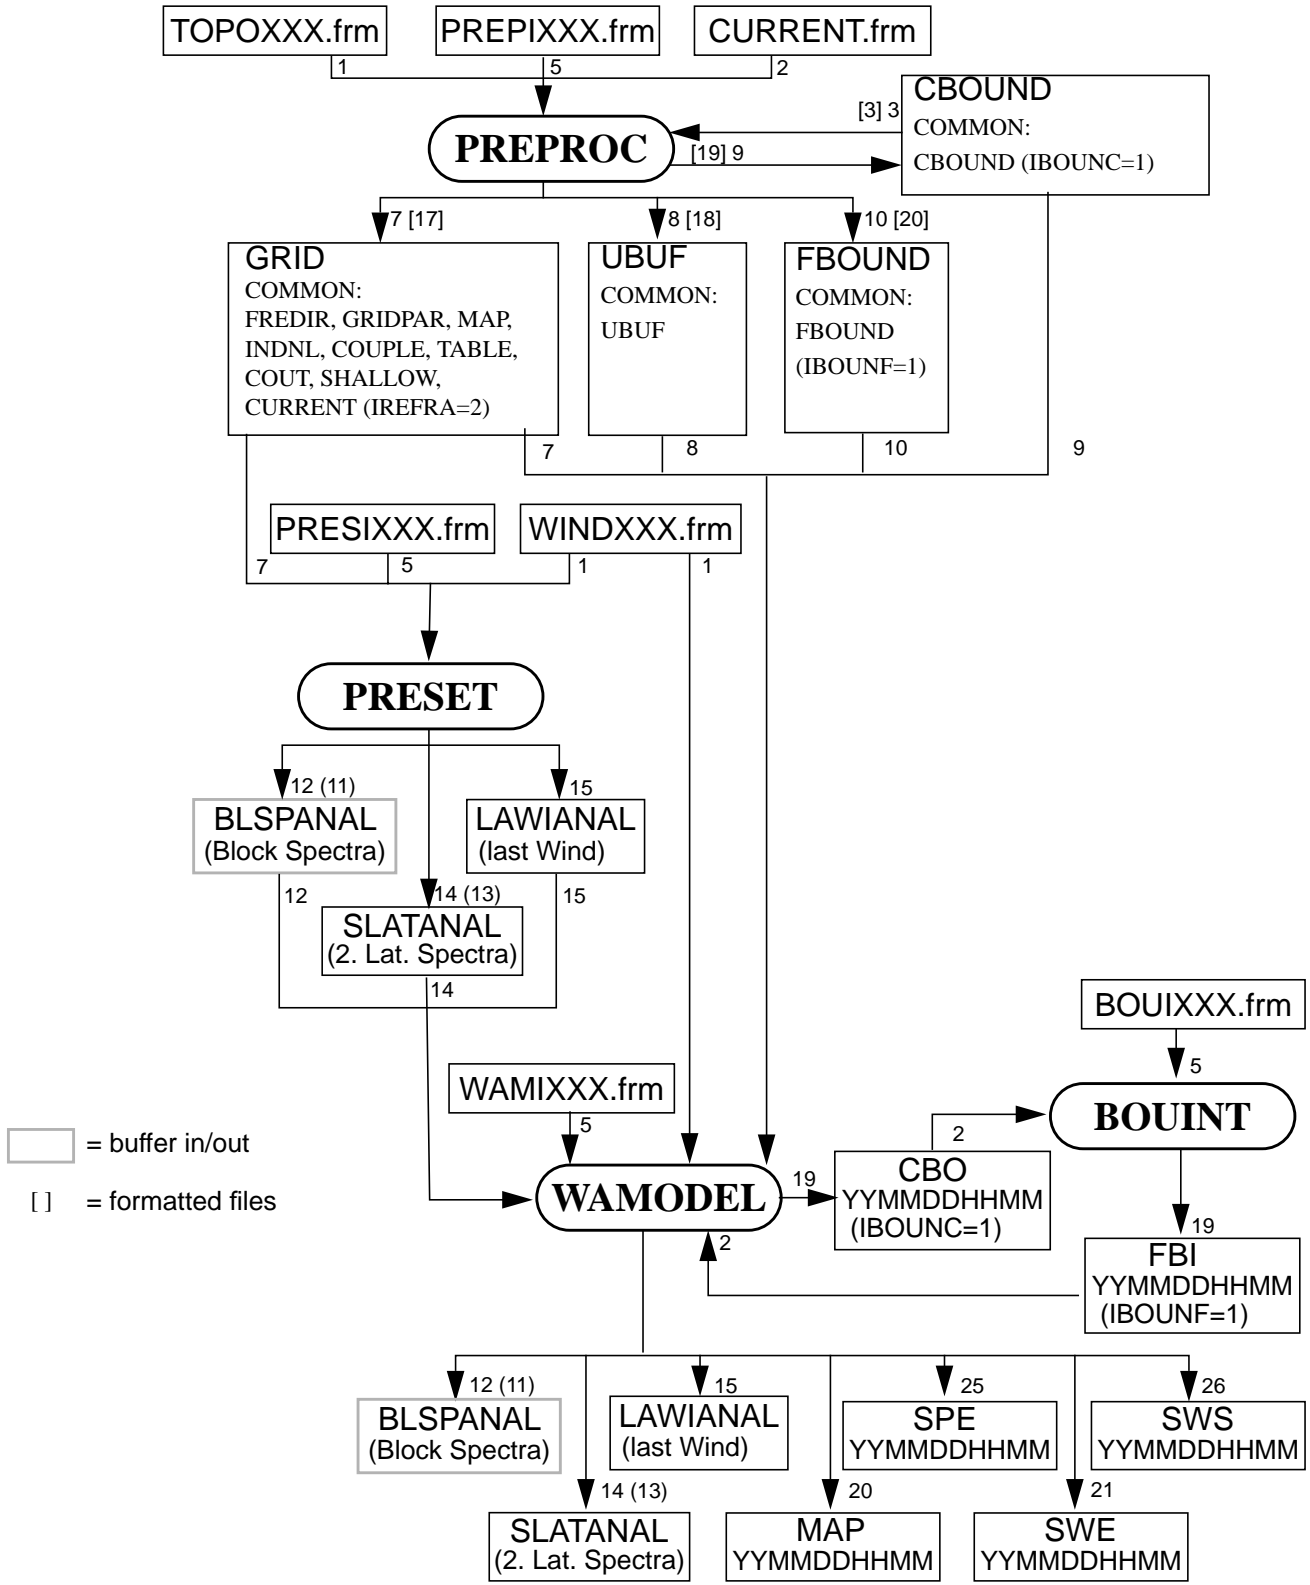 TOPOXXX.frm
PREPIXXX.frm
CURRENT.frm
1
5
2
CBOUND
COMMON:
CBOUND (IBOUNC=1)
[3] 3
PREPROC
[19] 9
7 [17]
8 [18]
10 [20]
GRID
COMMON:
FREDIR, GRIDPAR, MAP,
INDNL, COUPLE, TABLE,
COUT, SHALLOW,
CURRENT (IREFRA=2)
UBUF
COMMON:
UBUF
FBOUND
COMMON:
FBOUND
(IBOUNF=1)
7
8
10
9
PRESIXXX.frm
WINDXXX.frm
7
5
1
1
PRESET
12 (11)
15
BLSPANAL
(Block Spectra)
LAWIANAL
(last Wind)
12
14 (13)
15
SLATANAL
(2. Lat. Spectra)
14
BOUIXXX.frm
5
WAMIXXX.frm
5
BOUINT
2
= buffer in/out
[ ] = formatted files
WAMODEL
19
CBO
YYMMDDHHMM
(IBOUNC=1)
2
19
FBI
YYMMDDHHMM
(IBOUNF=1)
12 (11)
15
25
26
BLSPANAL
(Block Spectra)
LAWIANAL
(last Wind)
SPE
YYMMDDHHMM
SWS
YYMMDDHHMM
14 (13)
20
21
SLATANAL
(2. Lat. Spectra)
MAP
YYMMDDHHMM
SWE
YYMMDDHHMM